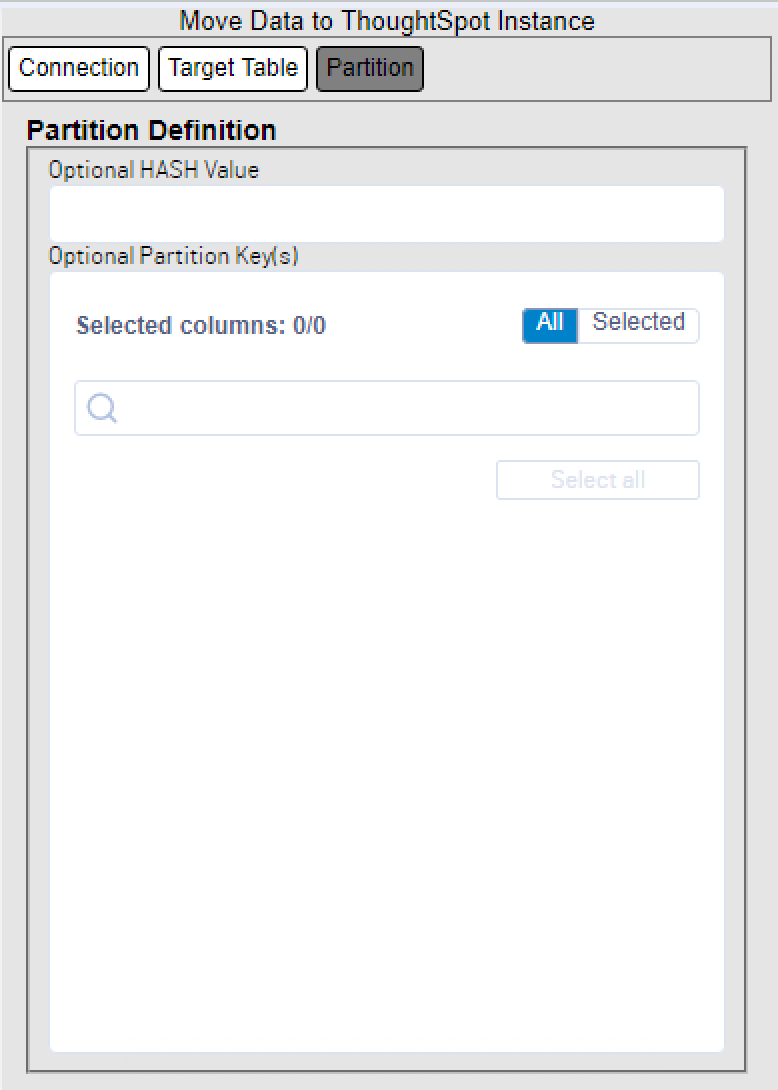 Move Data to ThoughtSpot Instance
Connection Target Table Partition
Partition Definition
Optional HASH Value
Optional Partition Key(s)
Selected columns: 0/0 All Selected
Select all